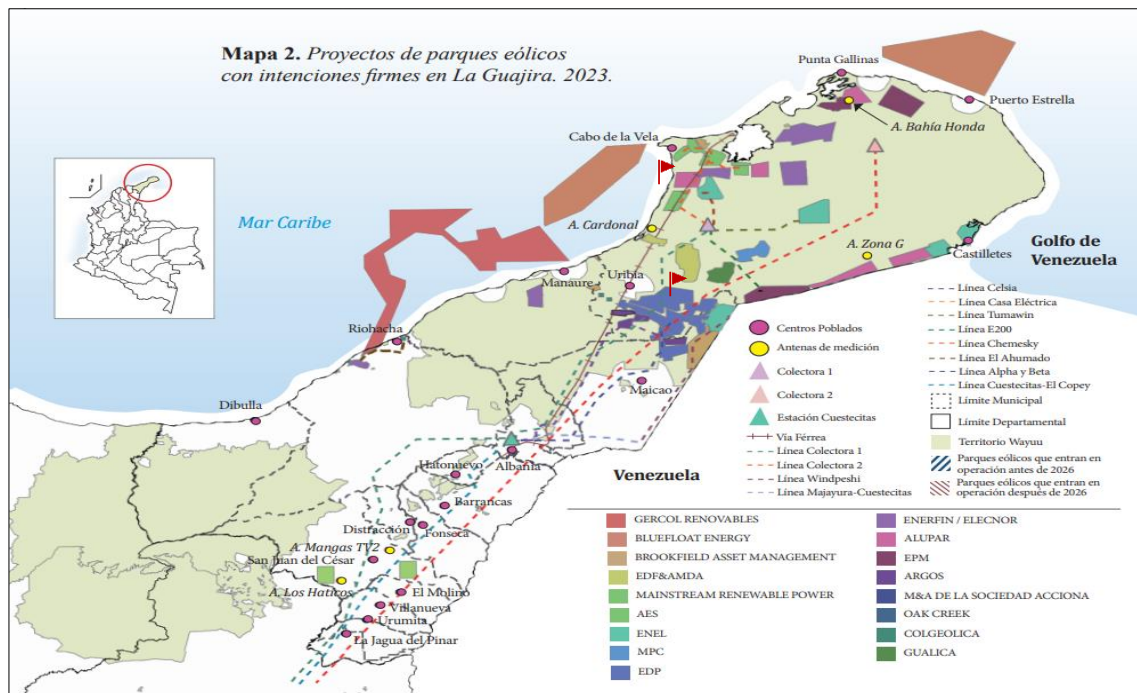 Mapa 2. Proyectos de parques eólicos
con intenciones firmes en La Guajira. 2023.
Punta Gallinas
Puerto Estrella
A. Bahía Honda
Cabo de la Vela
Mar Caribe
A. Cardonal
A. Zona G
Castilletes
Golfo de
Venezuela
Manaure
Uribia
Riohacha
Maicao
Dibulla
Albania
Hatonuevo
Barrancas
Distracción
Fonseca
A. Mangas TV2
San Juan del César
A. Los Haticos
El Molino
Villanueva
Urumita
La Jagua del Pinar
Venezuela
Centros Poblados
Antenas de medición
Colectora 1
Colectora 2
Estación Cuestecitas
Vía Férrea
Línea Colectora 1
Línea Colectora 2
Línea Windpeshi
Línea Majayura-Cuestecitas
Línea Celsia
Línea Casa Eléctrica
Línea Tumawin
Línea E200
Línea Chemesky
Línea El Ahumado
Línea Alpha y Beta
Línea Cuestecitas-El Copey
Límite Municipal
Límite Departamental
Territorio Wayuu
Parques eólicos que entran en
operación antes de 2026
Parques eólicos que entran en
operación después de 2026
GERCOL RENOVABLES
BLUEFLOAT ENERGY
BROOKFIELD ASSET MANAGEMENT
EDF&AMDA
MAINSTREAM RENEWABLE POWER
AES
ENEL
MPC
EDP
ENERFIN / ELECNOR
ALUPAR
EPM
ARGOS
M&A DE LA SOCIEDAD ACCIONA
OAK CREEK
COLGEOLICA
GUALICA